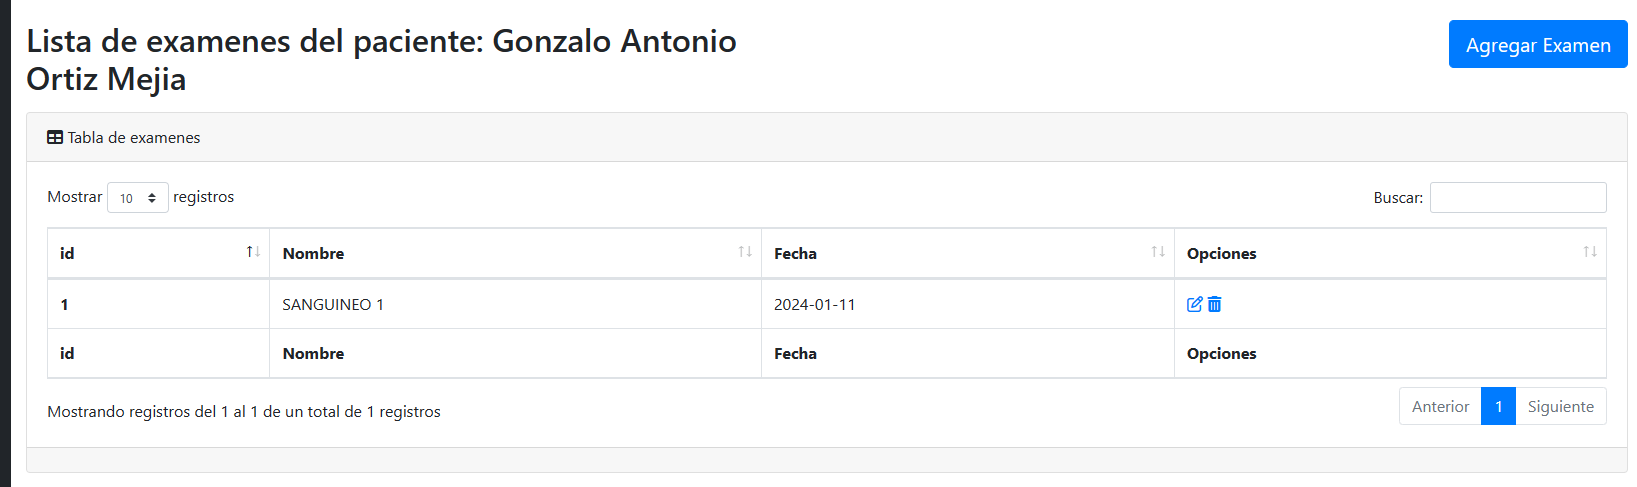 Lista de examenes del paciente: Gonzalo Antonio
Ortiz Mejia
Agregar Examen
Tabla de examenes
Mostrar 10 registros
Buscar:
id Nombre Fecha Opciones
1 SANGUINEO 1 2024-01-11
id Nombre Fecha Opciones
Mostrando registros del 1 al 1 de un total de 1 registros
Anterior 1 Siguiente